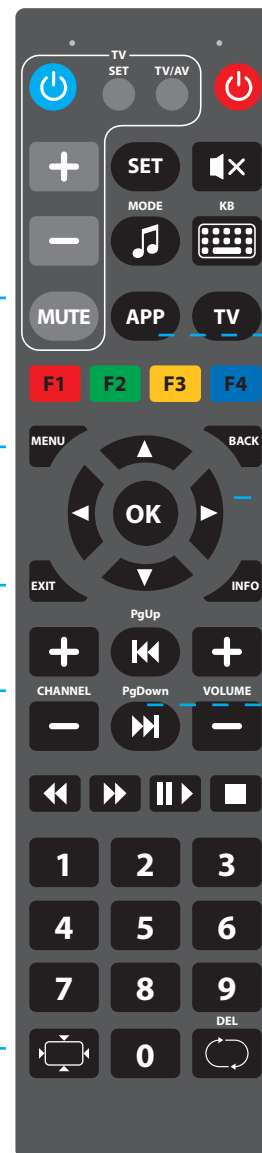 TV
SET TV/AV
SET
MODE KB
MUTE APP TV
F1 F2 F3 F4
MENU BACK
OK
EXIT INFO
PgUp
CHANNEL PgDown VOLUME
1 2 3
4 5 6
7 8 9
DEL
0